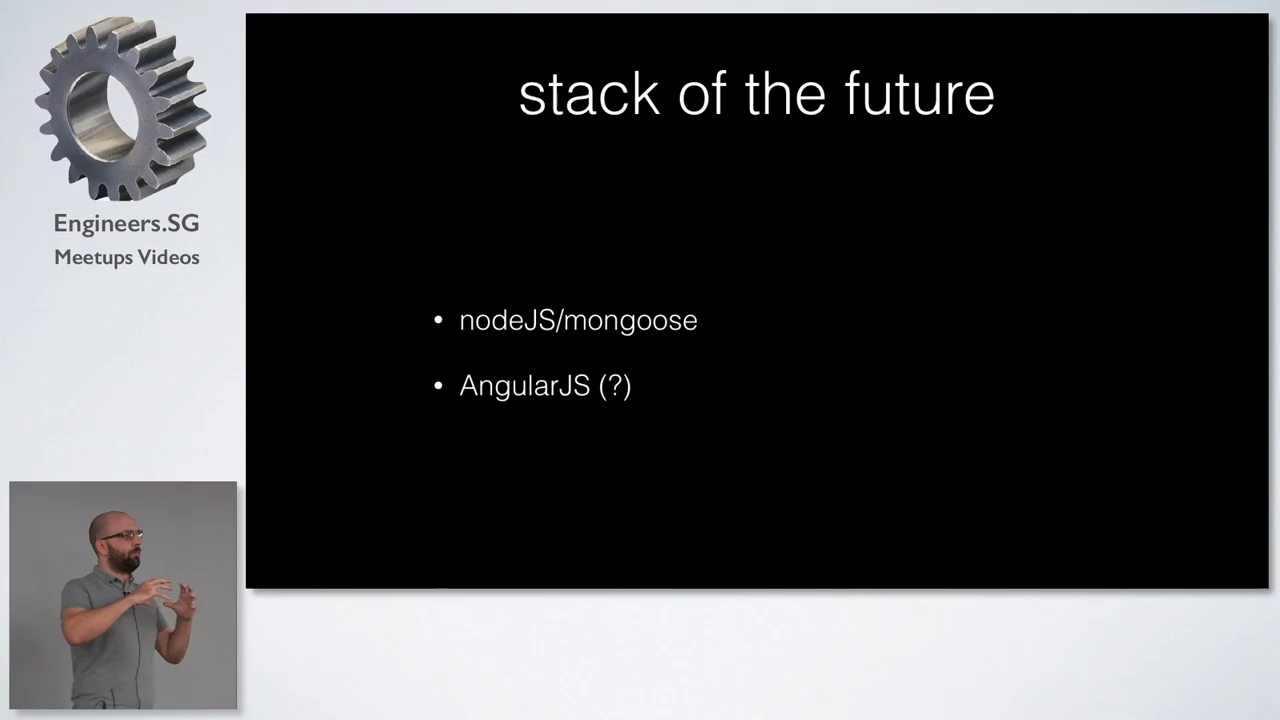 Engineers.SG
Meetups Videos
stack of the future
• nodeJS/mongoose
• AngularJS (?)